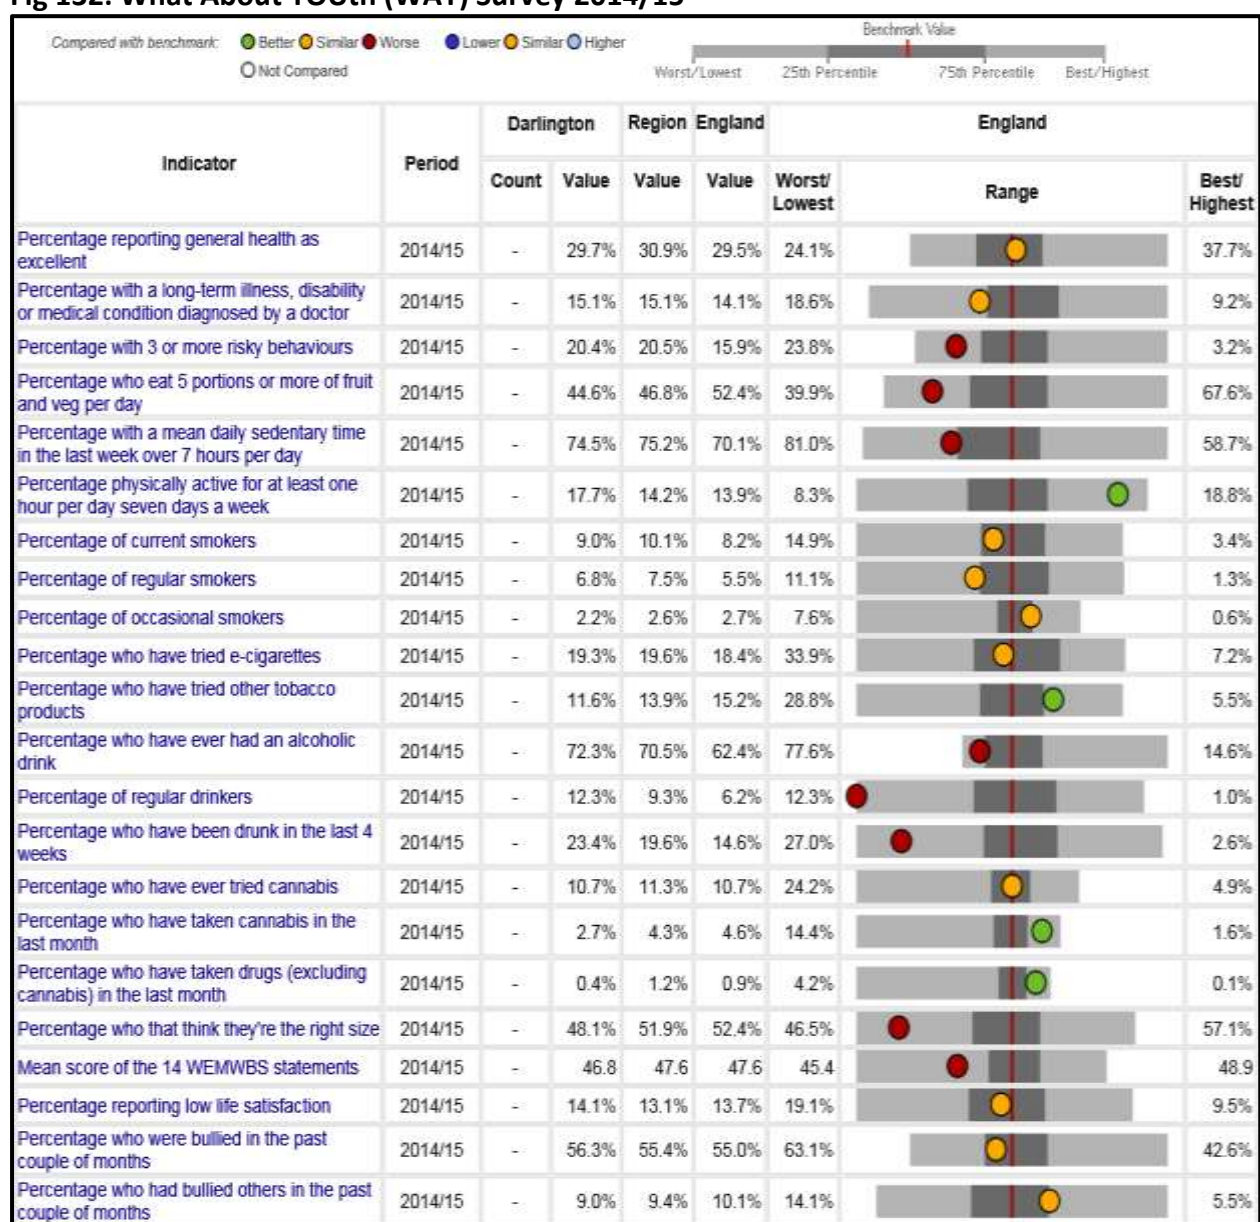 Fig 132: What About YOUth (WAY) Survey 2014/15
Compared with benchmark: Better Similar Worse Lower Similar Higher
Not Compared
Benchmark Value
Worst/Lowest 25th Percentile 75th Percentile Best/Highest
Indicator Period Darlington Region England England
Count Value Value Value Worst/ Lowest Range Best/ Highest
Percentage reporting general health as
excellent 2014/15 - 29.7% 30.9% 29.5% 24.1% 37.7%
Percentage with a long-term illness, disability
or medical condition diagnosed by a doctor 2014/15 - 15.1% 15.1% 14.1% 18.6% 9.2%
Percentage with 3 or more risky behaviours 2014/15 - 20.4% 20.5% 15.9% 23.8% 3.2%
Percentage who eat 5 portions or more of fruit
and veg per day 2014/15 - 44.6% 46.8% 52.4% 39.9% 67.6%
Percentage with a mean daily sedentary time
in the last week over 7 hours per day 2014/15 - 74.5% 75.2% 70.1% 81.0% 58.7%
Percentage physically active for at least one
hour per day seven days a week 2014/15 - 17.7% 14.2% 13.9% 8.3% 18.8%
Percentage of current smokers 2014/15 - 9.0% 10.1% 8.2% 14.9% 3.4%
Percentage of regular smokers 2014/15 - 6.8% 7.5% 5.5% 11.1% 1.3%
Percentage of occasional smokers 2014/15 - 2.2% 2.6% 2.7% 7.6% 0.6%
Percentage who have tried e-cigarettes 2014/15 - 19.3% 19.6% 18.4% 33.9% 7.2%
Percentage who have tried other tobacco
products 2014/15 - 11.6% 13.9% 15.2% 28.8% 5.5%
Percentage who have ever had an alcoholic
drink 2014/15 - 72.3% 70.5% 62.4% 77.6% 14.6%
Percentage of regular drinkers 2014/15 - 12.3% 9.3% 6.2% 12.3% 1.0%
Percentage who have been drunk in the last 4
weeks 2014/15 - 23.4% 19.6% 14.6% 27.0% 2.6%
Percentage who have ever tried cannabis 2014/15 - 10.7% 11.3% 10.7% 24.2% 4.9%
Percentage who have taken cannabis in the
last month 2014/15 - 2.7% 4.3% 4.6% 14.4% 1.6%
Percentage who have taken drugs (excluding
cannabis) in the last month 2014/15 - 0.4% 1.2% 0.9% 4.2% 0.1%
Percentage who that think they're the right size 2014/15 - 48.1% 51.9% 52.4% 46.5% 57.1%
Mean score of the 14 WEMWBS statements 2014/15 - 46.8 47.6 47.6 45.4 48.9
Percentage reporting low life satisfaction 2014/15 - 14.1% 13.1% 13.7% 19.1% 9.5%
Percentage who were bullied in the past
couple of months 2014/15 - 56.3% 55.4% 55.0% 63.1% 42.6%
Percentage who had bullied others in the past
couple of months 2014/15 - 9.0% 9.4% 10.1% 14.1% 5.5%